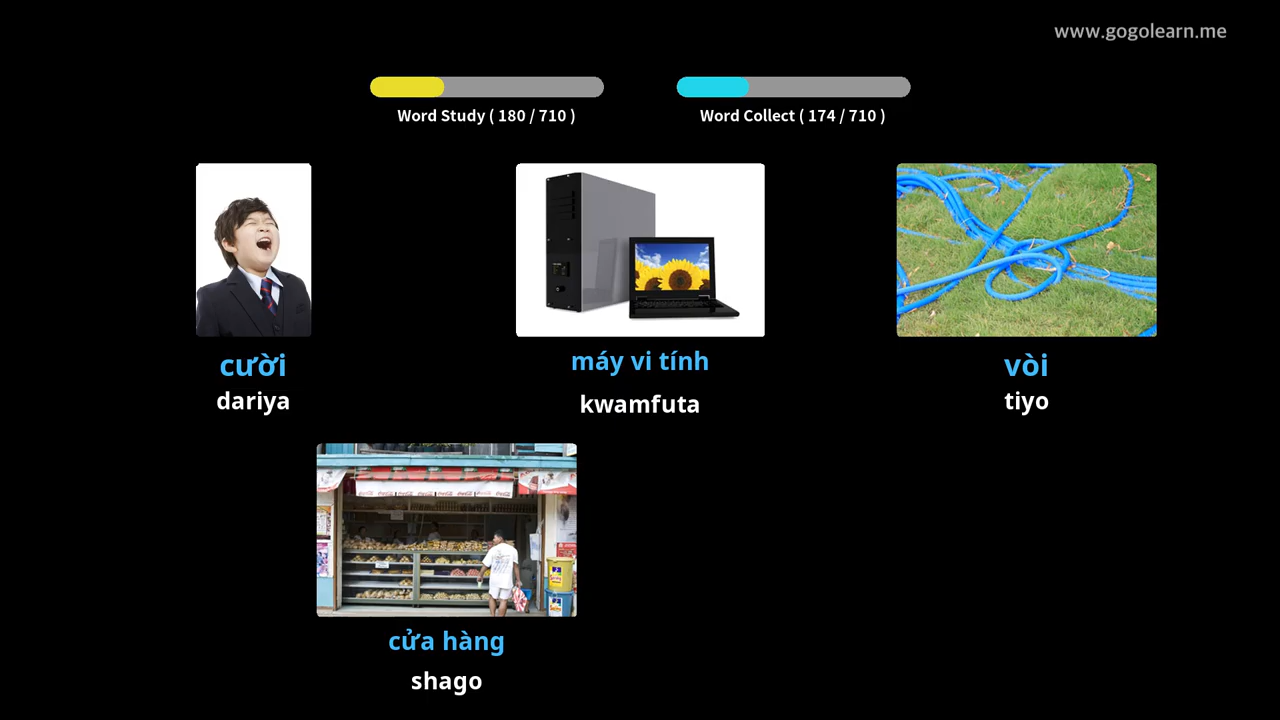 www.gogolearn.me
Word Study ( 180 / 710 )
Word Collect ( 174 / 710 )
cười
dariya
máy vi tính
kwamfuta
vòi
tiyo
cửa hàng
shago